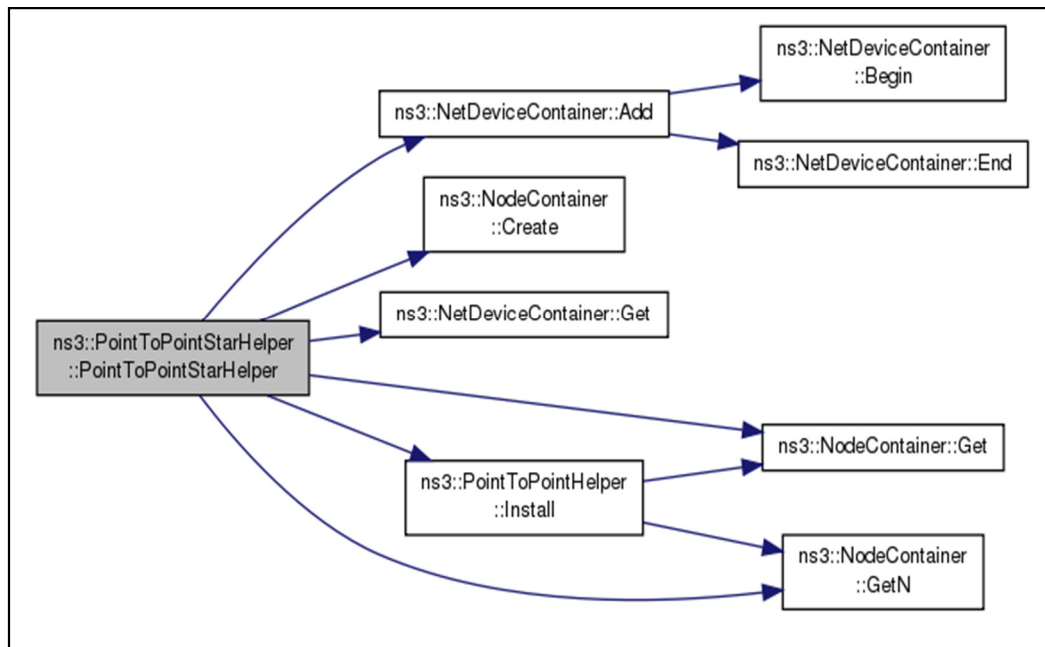 ns3::NetDeviceContainer
::Begin
ns3::NetDeviceContainer::Add
ns3::NetDeviceContainer::End
ns3::NodeContainer
::Create
ns3::NetDeviceContainer::Get
ns3::PointToPointStarHelper
::PointToPointStarHelper
ns3::NodeContainer::Get
ns3::PointToPointHelper
::Install
ns3::NodeContainer
::GetN